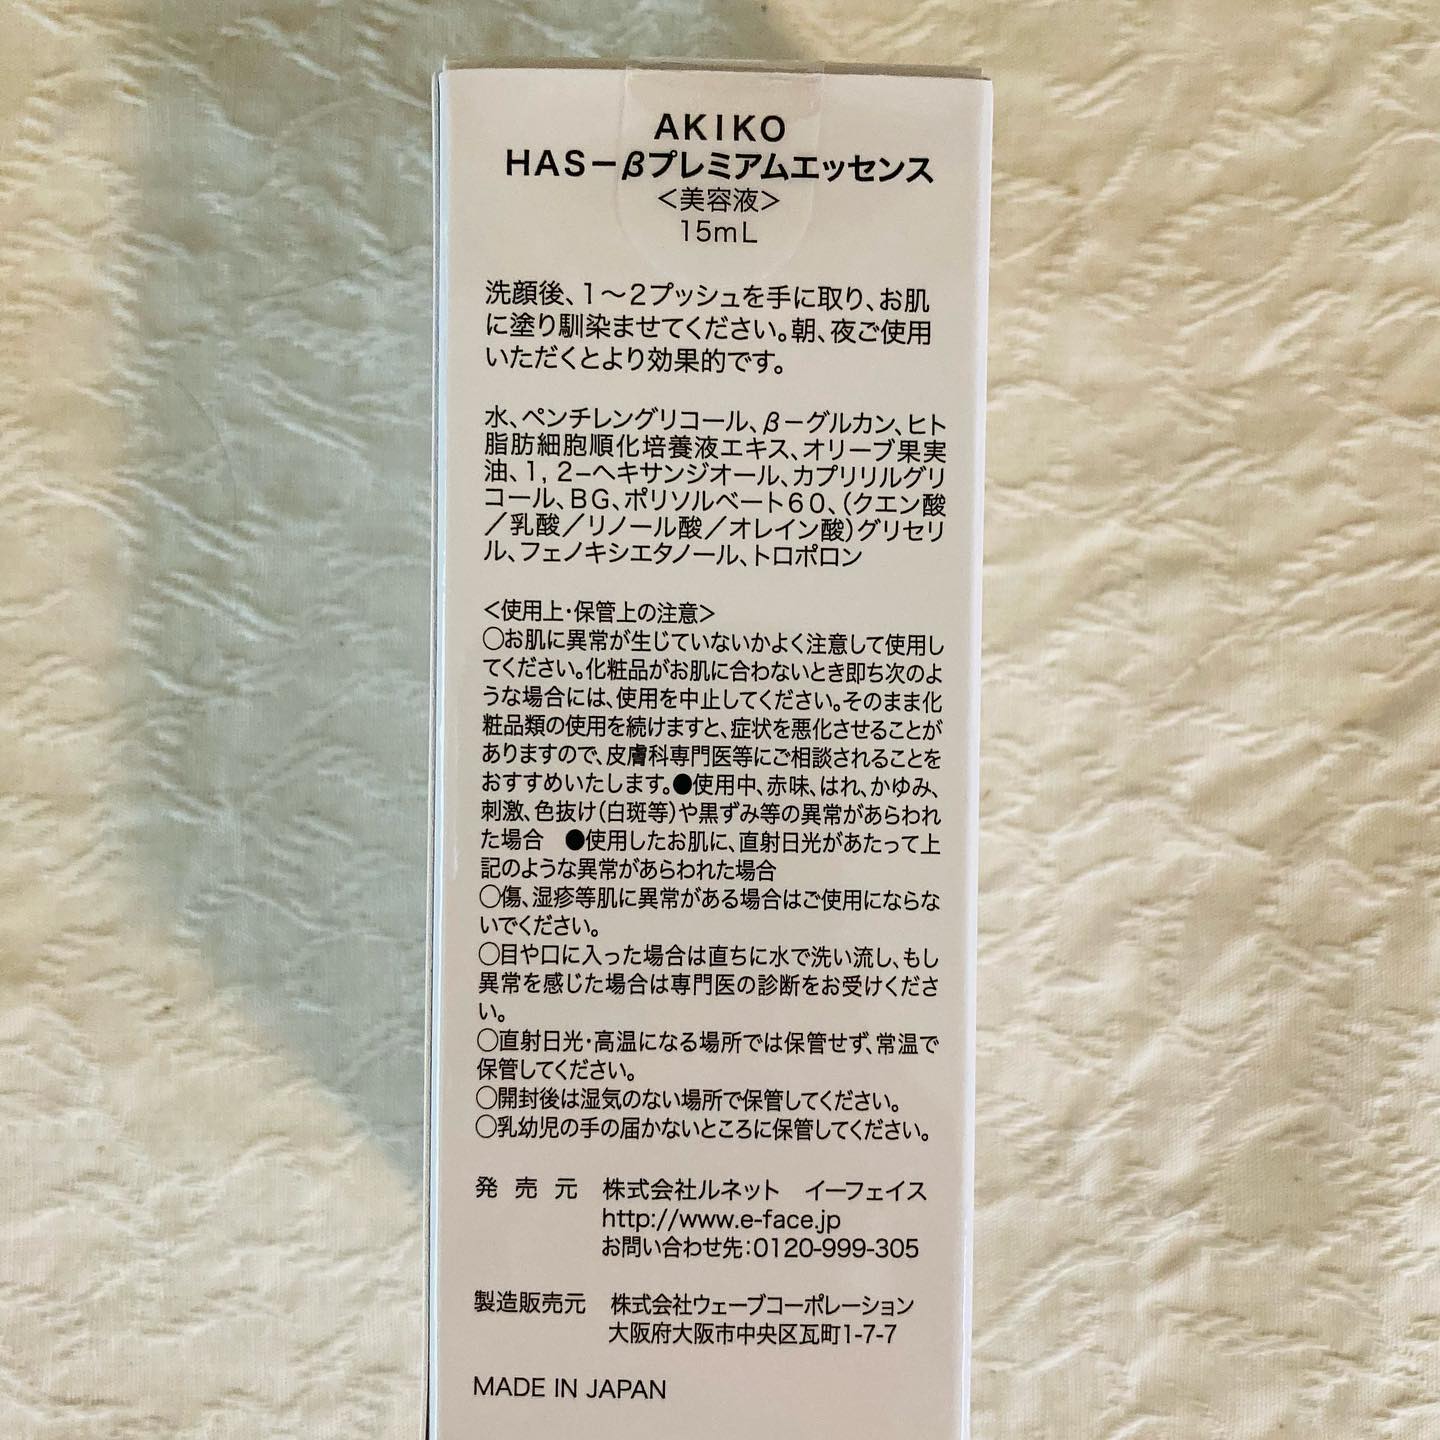 AKIKO
HAS－βプレミアムエッセンス
＜美容液＞
15mL
洗顔後、1～2プッシュを手に取り、お肌
に塗り馴染ませてください。朝、夜ご使用
いただくとより効果的です。
水、ペンチレングリコール、β－グルカン、ヒト
脂肪細胞順化培養液エキス、オリーブ果実
油、1，2−ヘキサンジオール、カプリリルグリ
コール、BG、ポリソルベート60、（クエン酸
／乳酸／リノール酸／オレイン酸）グリセリ
ル、フェノキシエタノール、トロポロン
＜使用上・保管上の注意＞
○お肌に異常が生じていないかよく注意して使用し
てください。化粧品がお肌に合わないとき即ち次のよ
うな場合には、使用を中止してください。そのまま化
粧品類の使用を続けますと、症状を悪化させることが
ありますので、皮膚科専門医等にご相談されることを
おすすめいたします。●使用中、赤味、はれ、かゆみ、
刺激、色抜け（白斑等）や黒ずみ等の異常があらわれ
た場合　●使用したお肌に、直射日光があたって上
記のような異常があらわれた場合
○傷、湿疹等肌に異常がある場合はご使用にならな
いでください。
○目や口に入った場合は直ちに水で洗い流し、もし
異常を感じた場合は専門医の診断をお受けくださ
い。
○直射日光・高温になる場所では保管せず、常温で
保管してください。
○開封後は湿気のない場所で保管してください。
○乳幼児の手の届かないところに保管してください。
発 売 元　株式会社ルネット　イーフェイス
http://www.e-face.jp
お問い合わせ先：0120-999-305
製造販売元　株式会社ウェーブコーポレーション
大阪府大阪市中央区瓦町1-7-7
MADE IN JAPAN